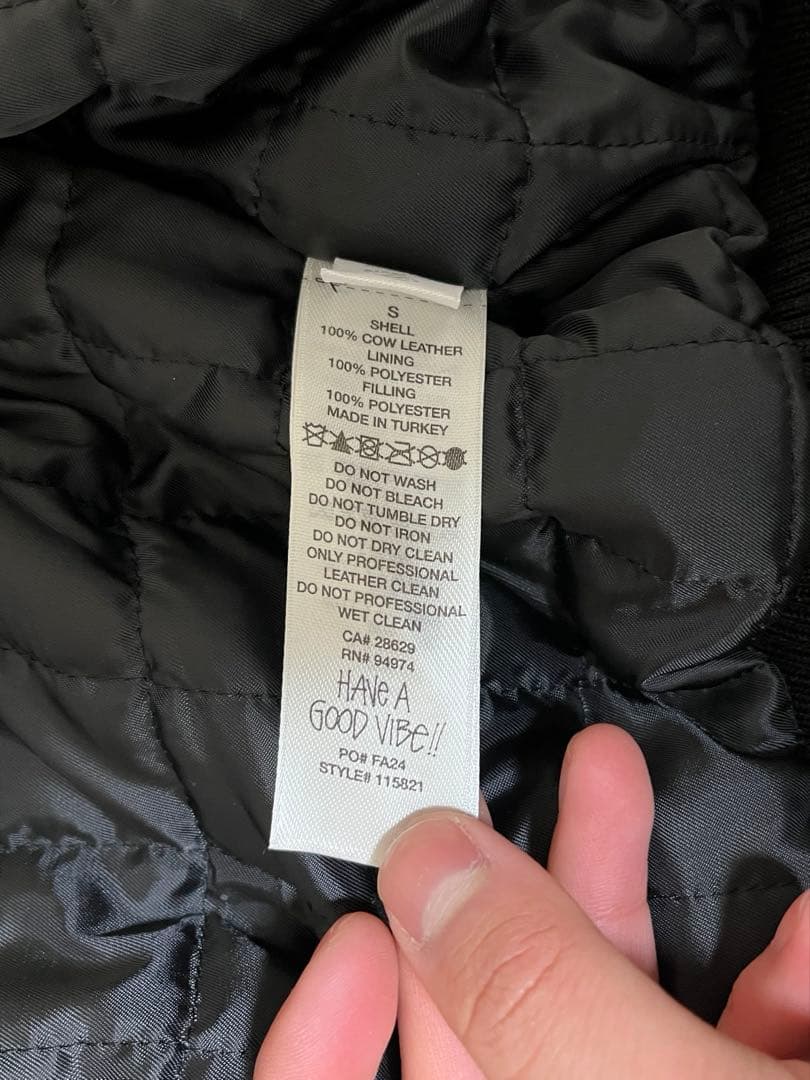 S
SHELL
100% COW LEATHER
LINING
100% POLYESTER
FILLING
100% POLYESTER
MADE IN TURKEY
DO NOT WASH
DO NOT BLEACH
DO NOT TUMBLE DRY
DO NOT IRON
DO NOT DRY CLEAN
ONLY PROFESSIONAL
LEATHER CLEAN
DO NOT PROFESSIONAL
WET CLEAN
CA# 28629
RN# 94974
HAVE A
GOOD VIBE!!
PO# FA24
STYLE# 115821